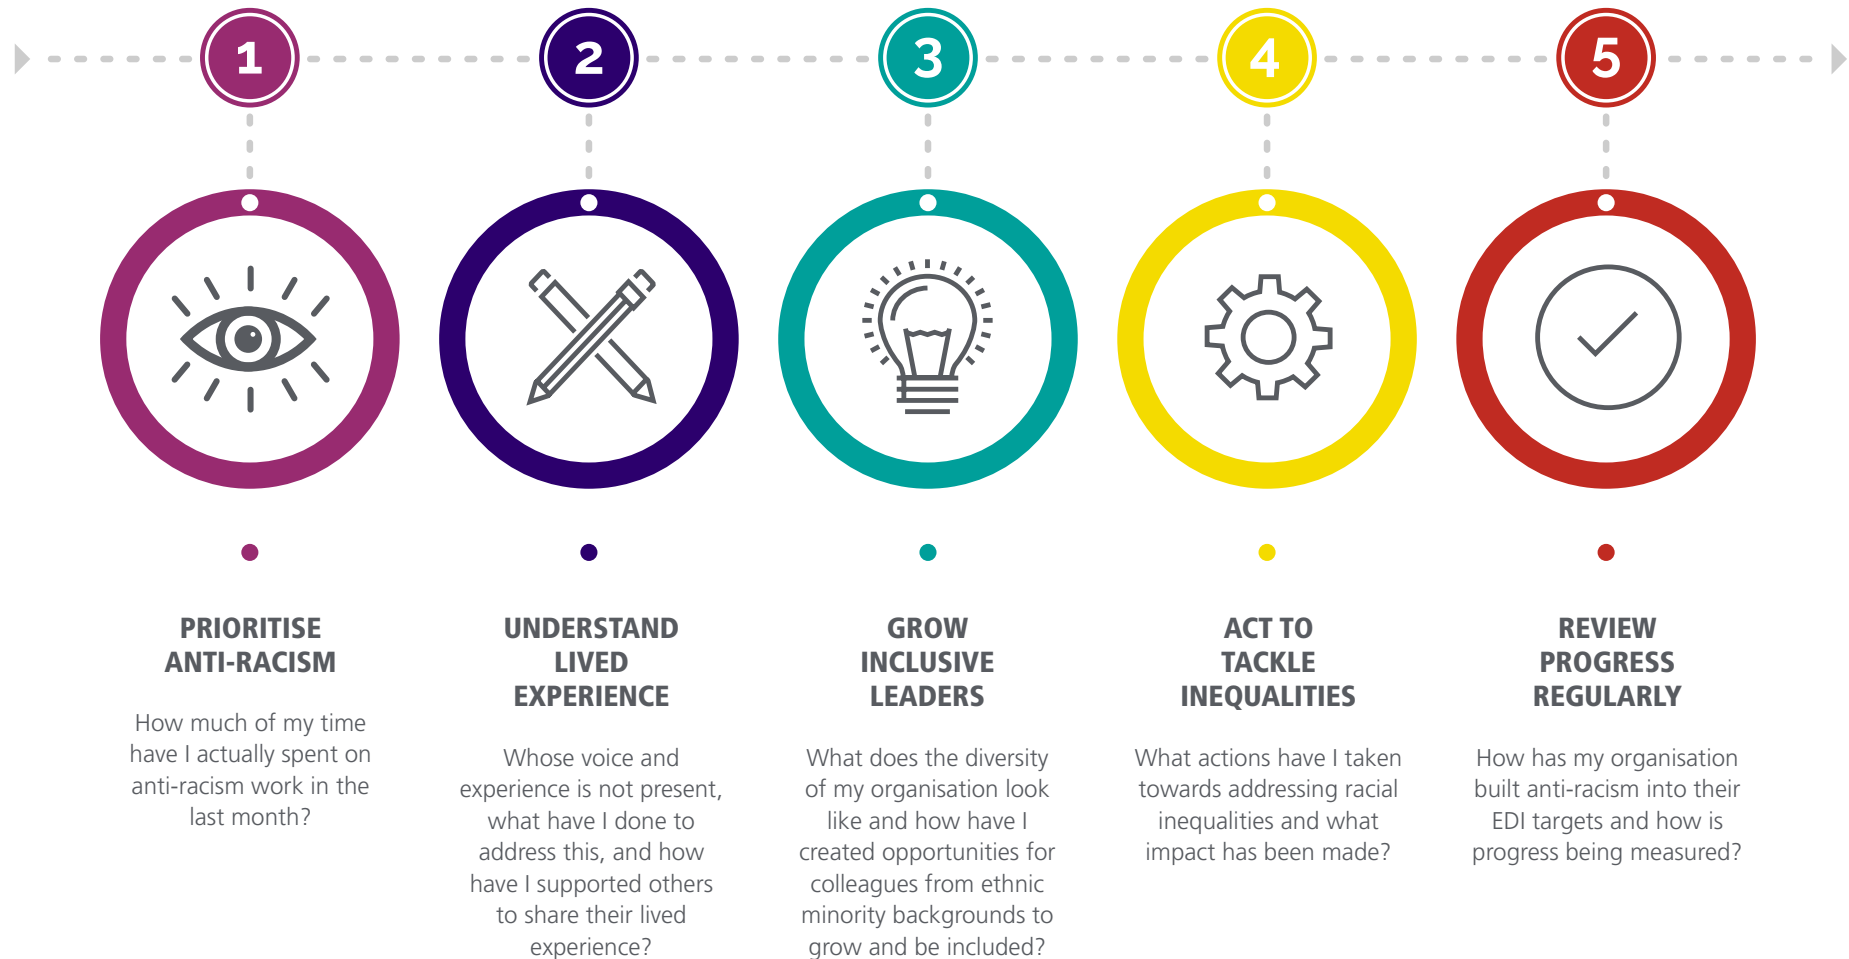 1
2
3
4
5
PRIORITISE
ANTI-RACISM
How much of my time
have I actually spent on
anti-racism work in the
last month?
UNDERSTAND
LIVED
EXPERIENCE
Whose voice and
experience is not present,
what have I done to
address this, and how
have I supported others
to share their lived
experience?
GROW
INCLUSIVE
LEADERS
What does the diversity
of my organisation look
like and how have I
created opportunities for
colleagues from ethnic
minority backgrounds to
grow and be included?
ACT TO
TACKLE
INEQUALITIES
What actions have I taken
towards addressing racial
inequalities and what
impact has been made?
REVIEW
PROGRESS
REGULARLY
How has my organisation
built anti-racism into their
EDI targets and how is
progress being measured?